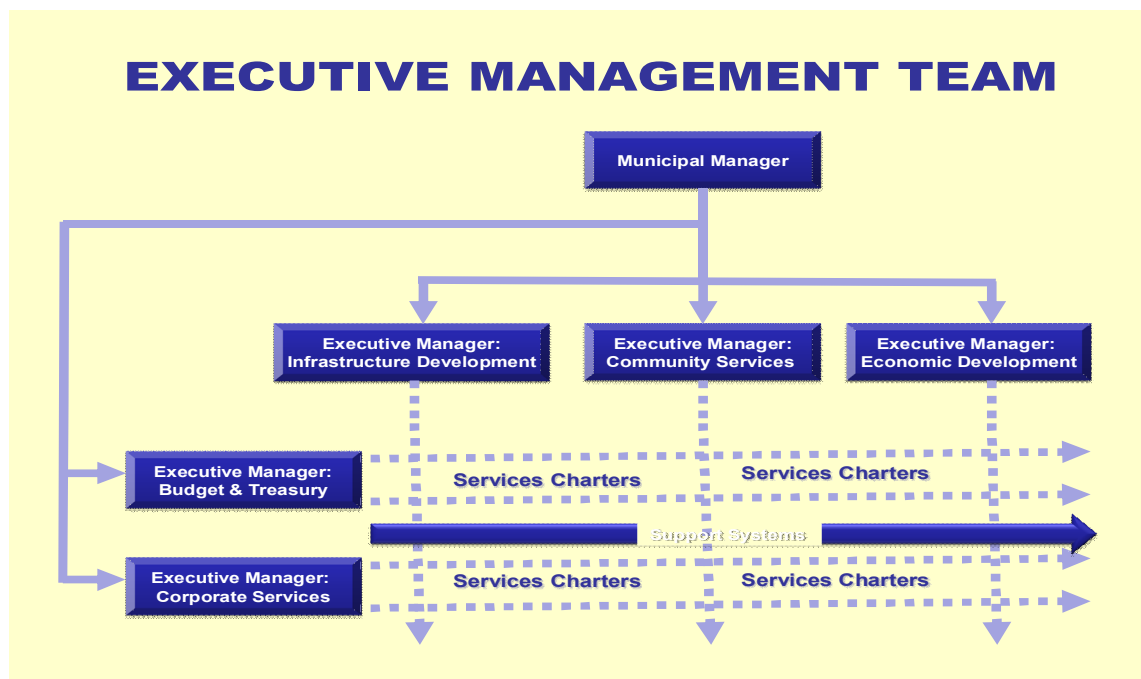 EXECUTIVE MANAGEMENT TEAM
Municipal Manager
Executive Manager:
Infrastructure Development
Executive Manager:
Community Services
Executive Manager:
Economic Development
Executive Manager:
Budget & Treasury
Services Charters
Services Charters
Support Systems
Executive Manager:
Corporate Services
Services Charters
Services Charters